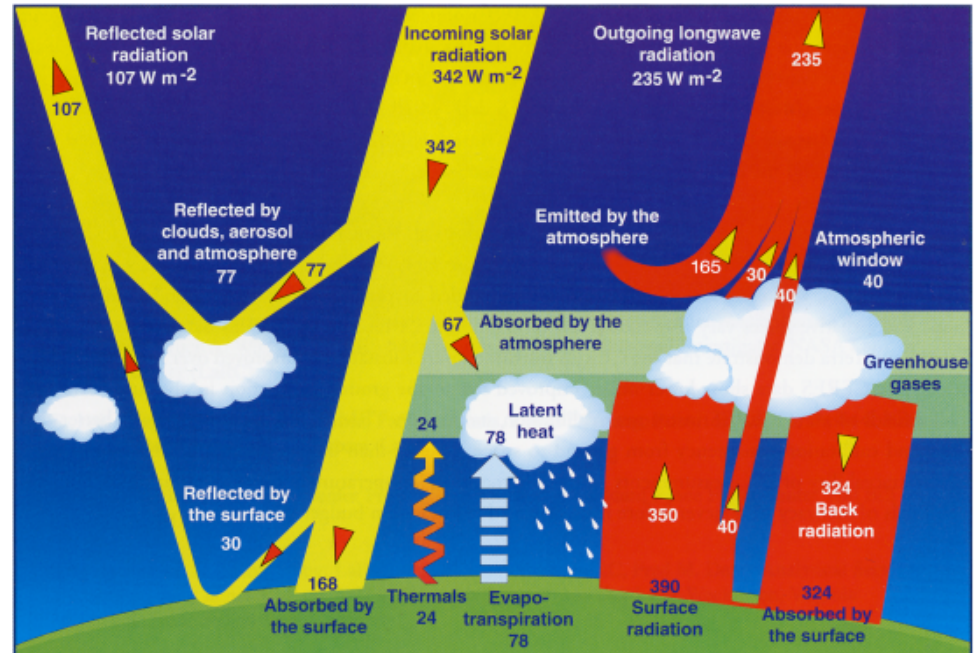 Reflected solar
radiation
107 W m-2
Incoming solar
radiation
342 W m-2
Outgoing longwave
radiation
235 W m-2
235
107
342
Reflected by
clouds, aerosol
and atmosphere
77
77
Emitted by the
atmosphere
165
30
40
Atmospheric
window
40
67
Absorbed by the
atmosphere
Greenhouse
gases
Latent
heat
24
78
Reflected by
the surface
30
350
40
324
Back
radiation
168
Absorbed by
the surface
Thermals
24
Evapo-
transpiration
78
390
Surface
radiation
324
Absorbed by
the surface